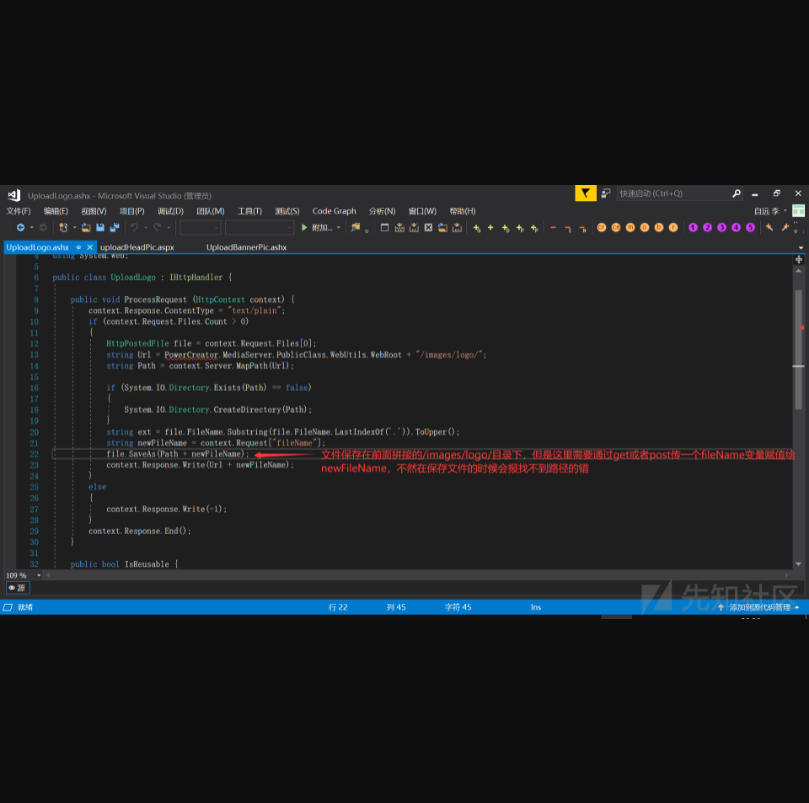 UploadLogo.ashx - Microsoft Visual Studio (管理员)
快速启动 (Ctrl+Q)
文件(F) 编辑(E) 视图(V) 项目(P) 调试(D) 团队(M) 工具(T) 测试(S) Code Graph 分析(N) 窗口(W) 帮助(H)
自远 李
附加...
UploadLogo.ashx uploadHeadPic.aspx UploadBannerPic.ashx
4 using System.Web;
5
6 public class UploadLogo : IHttpHandler {
7
8 public void ProcessRequest (HttpContext context) {
9 context.Response.ContentType = "text/plain";
10 if (context.Request.Files.Count > 0)
11 {
12 HttpPostedFile file = context.Request.Files[0];
13 string Url = PowerCreator.MediaServer.PublicClass.WebUtils.WebRoot + "/images/logo/";
14 string Path = context.Server.MapPath(Url);
15
16 if (System.IO.Directory.Exists(Path) == false)
17 {
18 System.IO.Directory.CreateDirectory(Path);
19 }
20 string ext = file.FileName.Substring(file.FileName.LastIndexOf('.')).ToUpper();
21 string newFileName = context.Request["fileName"];
22 file.SaveAs(Path + newFileName);
文件保存在前面拼接的/images/logo/目录下，但是这里需要通过get或者post传一个fileName变量赋值给
newFileName，不然在保存文件的时候会报找不到路径的错
23 context.Response.Write(Url + newFileName);
24 }
25 else
26 {
27 context.Response.Write(-1);
28 }
29 context.Response.End();
30 }
31
32 public bool IsReusable {
109 %
源
先知社区
就绪 行 22 列 45 字符 45 Ins 添加到源代码管理